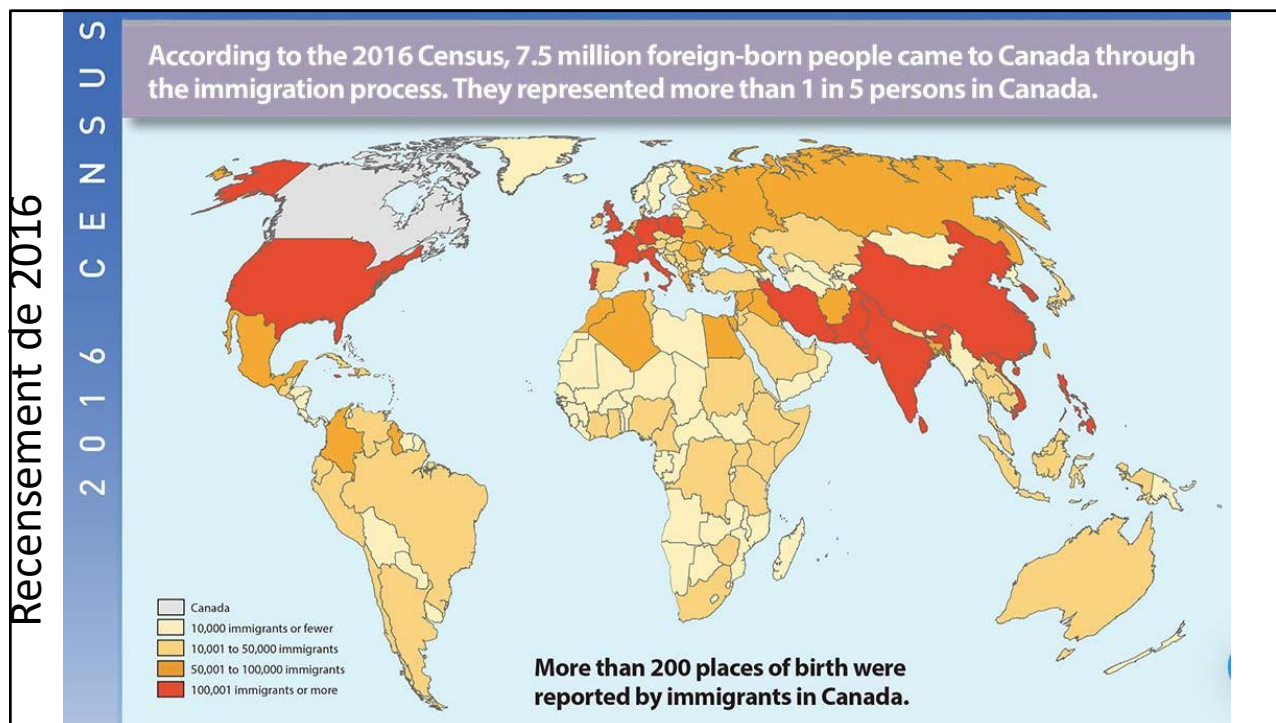 Recensement de 2016
2016 CENSUS
According to the 2016 Census, 7.5 million foreign-born people came to Canada through
the immigration process. They represented more than 1 in 5 persons in Canada.
Canada
10,000 immigrants or fewer
10,001 to 50,000 immigrants
50,001 to 100,000 immigrants
100,001 immigrants or more
More than 200 places of birth were
reported by immigrants in Canada.